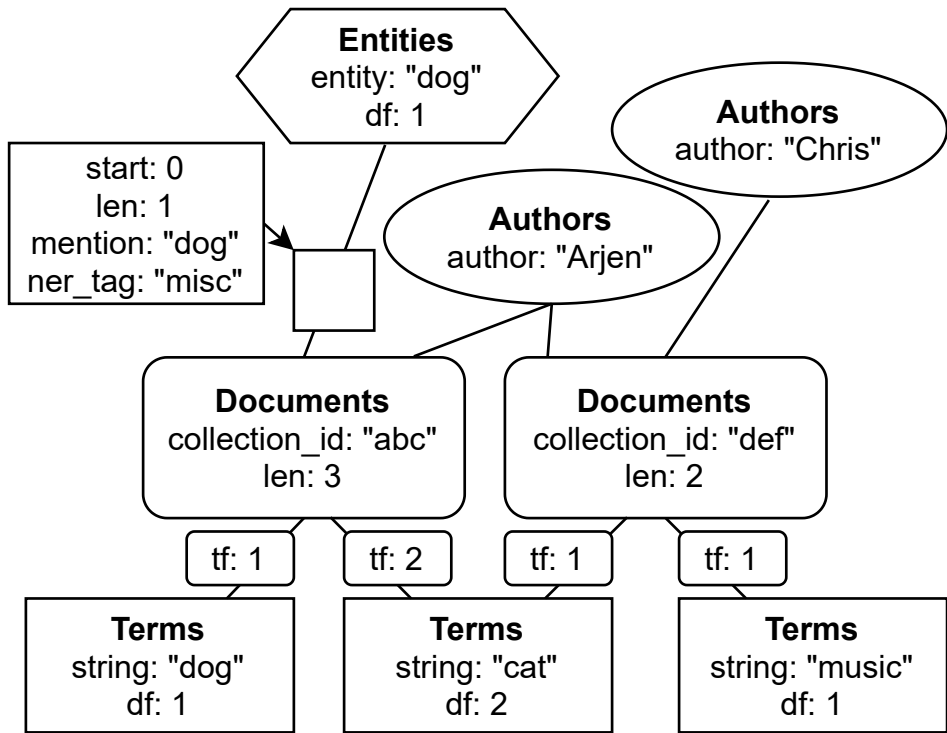 Entities
entity: "dog"
df: 1
Authors
author: "Chris"
start: 0
len: 1
mention: "dog"
ner_tag: "misc"
Authors
author: "Arjen"
Documents
collection_id: "abc"
len: 3
Documents
collection_id: "def"
len: 2
tf: 1
tf: 2
tf: 1
tf: 1
Terms
string: "dog"
df: 1
Terms
string: "cat"
df: 2
Terms
string: "music"
df: 1